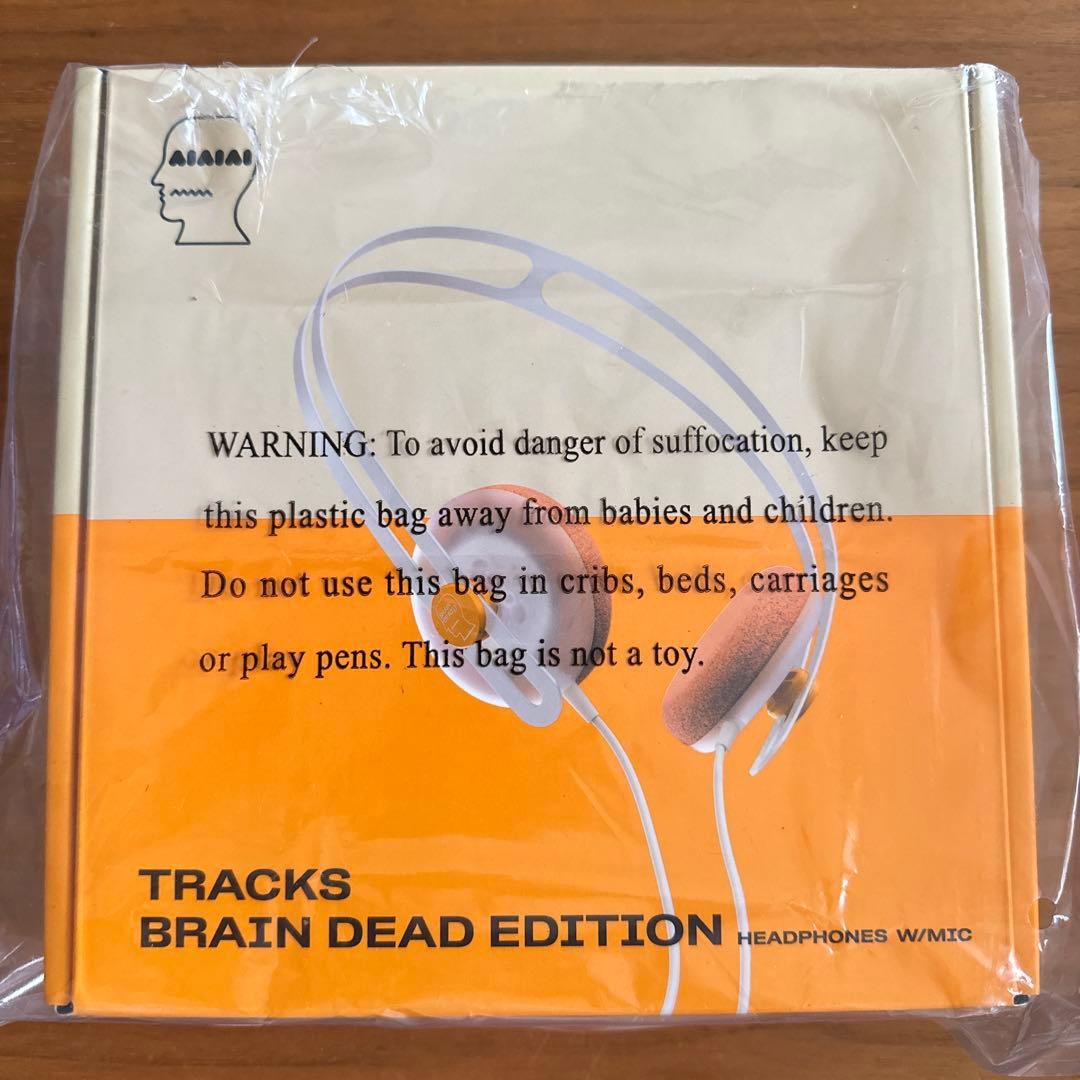 AIAIAI
WARNING: To avoid danger of suffocation, keep
this plastic bag away from babies and children.
Do not use this bag in cribs, beds, carriages
or play pens. This bag is not a toy.
TRACKS
BRAIN DEAD EDITION HEADPHONES W/MIC